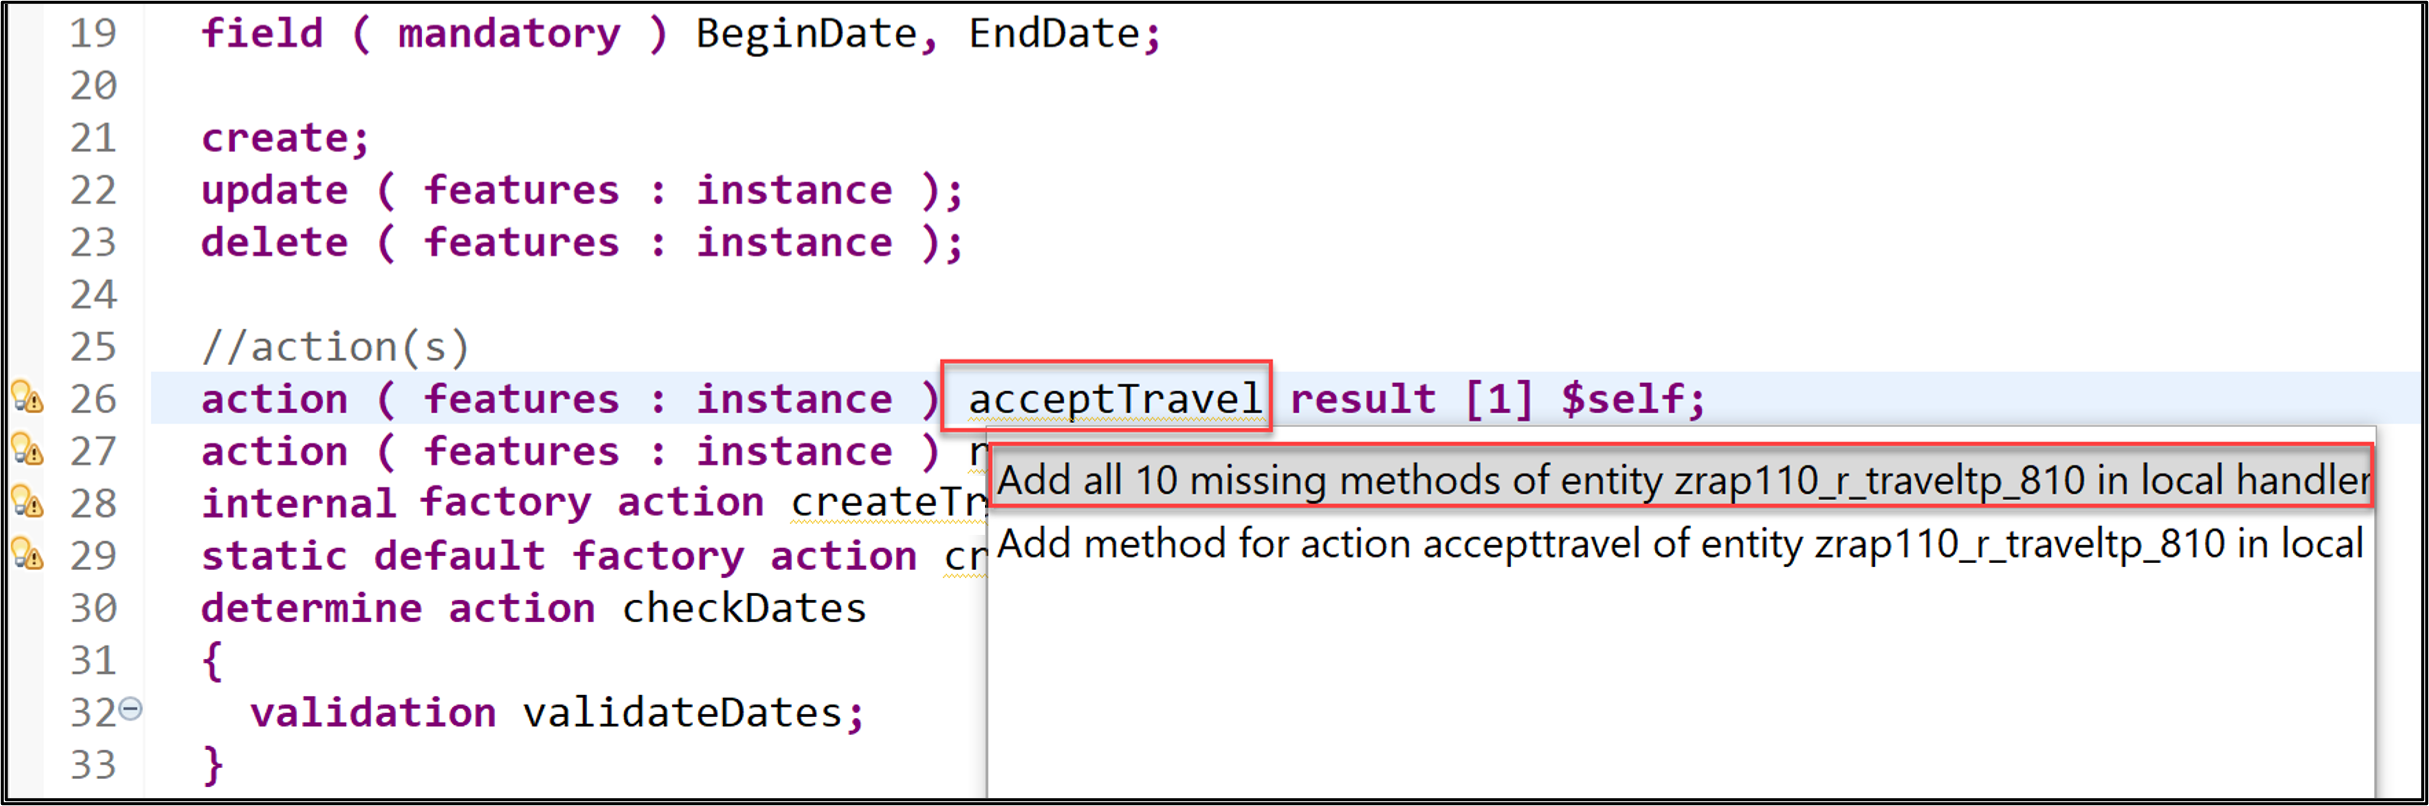 19 field ( mandatory ) BeginDate, EndDate;
20
21 create;
22 update ( features : instance );
23 delete ( features : instance );
24
25 //action(s)
26 action ( features : instance ) acceptTravel result [1] $self;
27 action ( features : instance )
Add all 10 missing methods of entity zrap110_r_traveltp_810 in local handler
28 internal factory action createTr
Add method for action accepttravel of entity zrap110_r_traveltp_810 in local
29 static default factory action cr
30 determine action checkDates
31 {
32 validation validateDates;
33 }